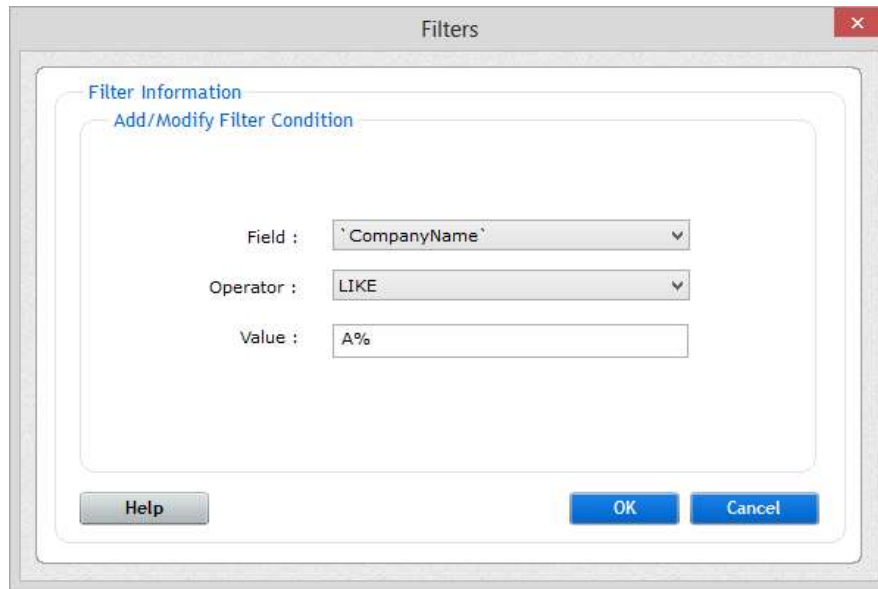 Filters
Filter Information
Add/Modify Filter Condition
Field : `CompanyName`
Operator : LIKE
Value : A%
Help OK Cancel